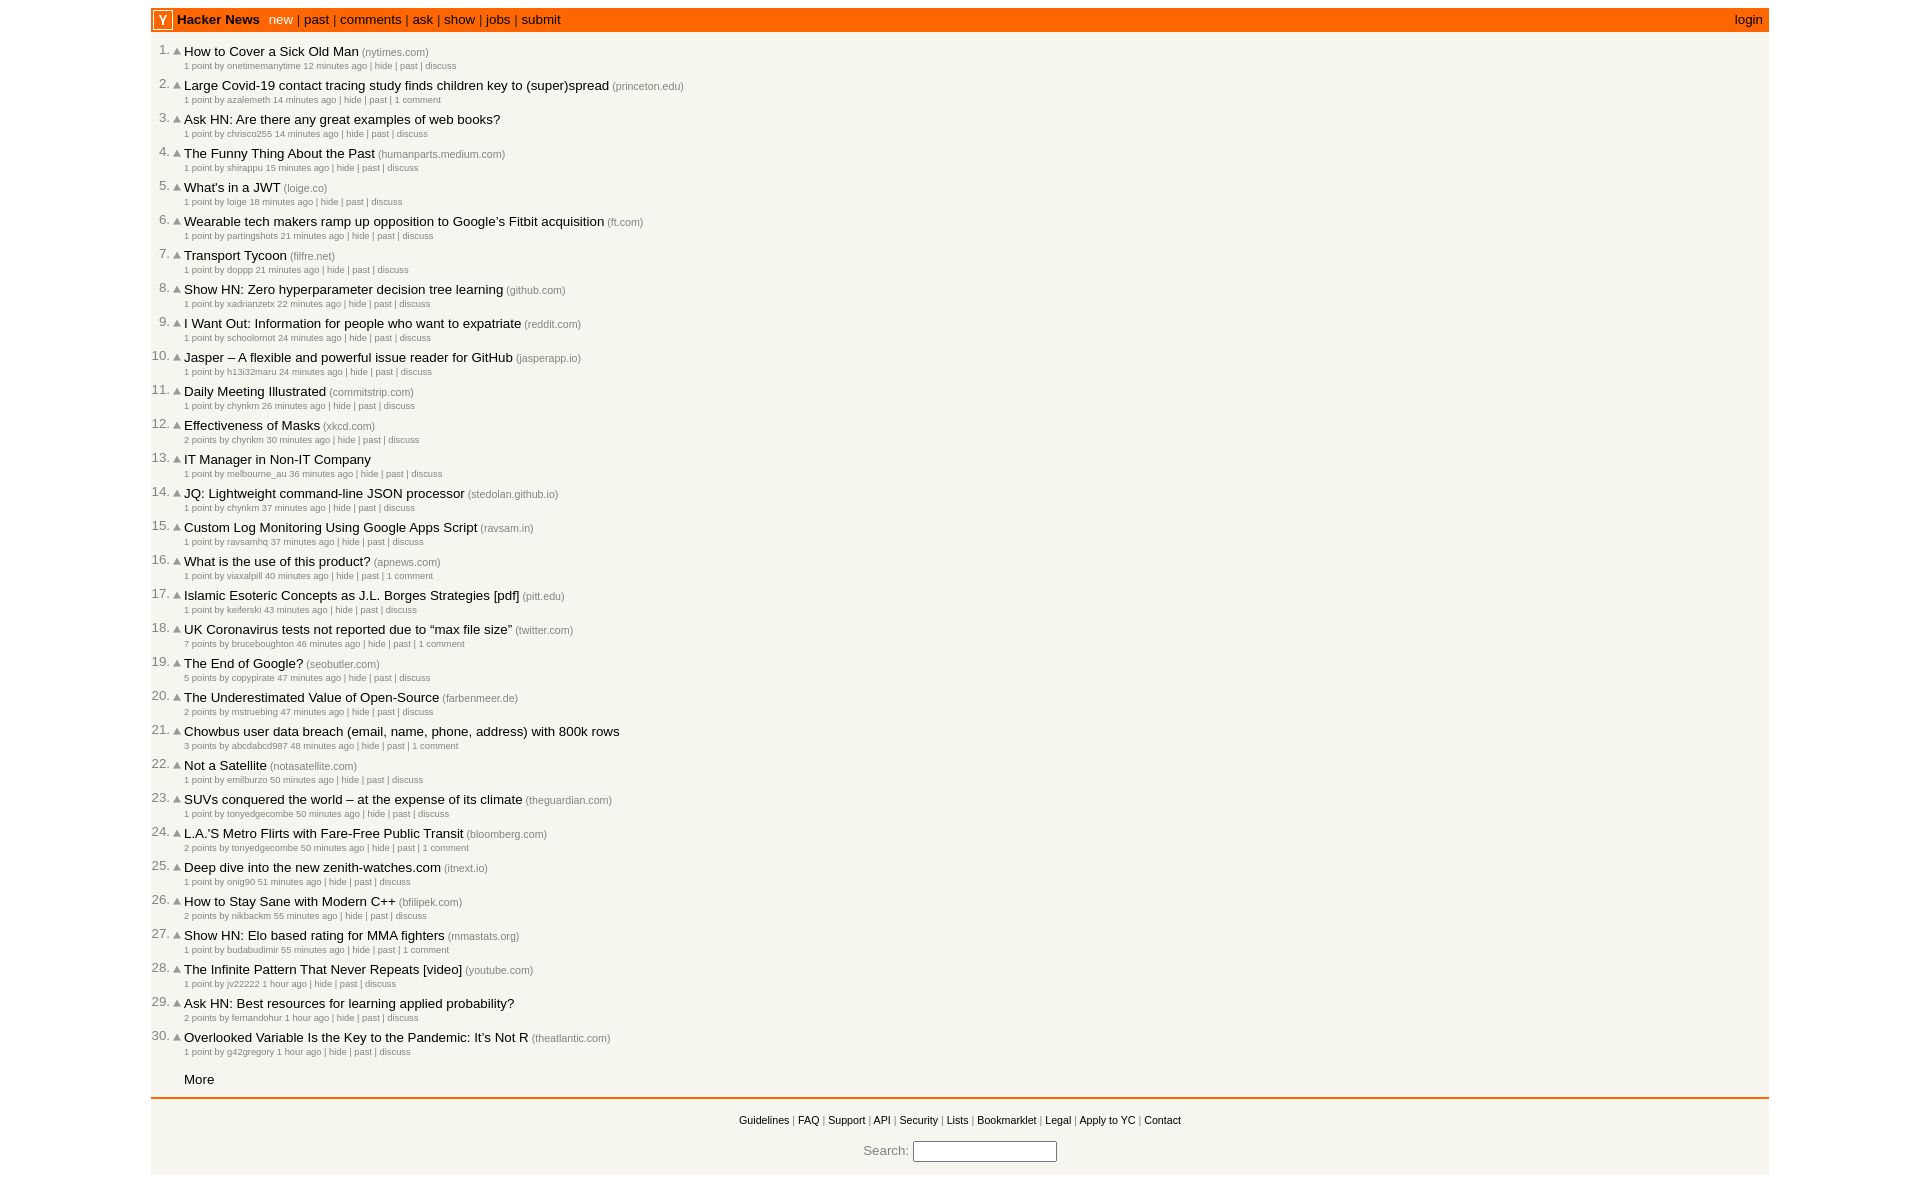 Y Hacker News new | past | comments | ask | show | jobs | submit login
1. How to Cover a Sick Old Man (nytimes.com)
1 point by onetimemanytime 12 minutes ago | hide | past | discuss
2. Large Covid-19 contact tracing study finds children key to (super)spread (princeton.edu)
1 point by azalemeth 14 minutes ago | hide | past | 1 comment
3. Ask HN: Are there any great examples of web books?
1 point by chrisco255 14 minutes ago | hide | past | discuss
4. The Funny Thing About the Past (humanparts.medium.com)
1 point by shirappu 15 minutes ago | hide | past | discuss
5. What's in a JWT (loige.co)
1 point by loige 18 minutes ago | hide | past | discuss
6. Wearable tech makers ramp up opposition to Google’s Fitbit acquisition (ft.com)
1 point by partingshots 21 minutes ago | hide | past | discuss
7. Transport Tycoon (filfre.net)
1 point by doppp 21 minutes ago | hide | past | discuss
8. Show HN: Zero hyperparameter decision tree learning (github.com)
1 point by xadrianzetx 22 minutes ago | hide | past | discuss
9. I Want Out: Information for people who want to expatriate (reddit.com)
1 point by schoolornot 24 minutes ago | hide | past | discuss
10. Jasper – A flexible and powerful issue reader for GitHub (jasperapp.io)
1 point by h13i32maru 24 minutes ago | hide | past | discuss
11. Daily Meeting Illustrated (commitstrip.com)
1 point by chynkm 26 minutes ago | hide | past | discuss
12. Effectiveness of Masks (xkcd.com)
2 points by chynkm 30 minutes ago | hide | past | discuss
13. IT Manager in Non-IT Company
1 point by melbourne_au 36 minutes ago | hide | past | discuss
14. JQ: Lightweight command-line JSON processor (stedolan.github.io)
1 point by chynkm 37 minutes ago | hide | past | discuss
15. Custom Log Monitoring Using Google Apps Script (ravsam.in)
1 point by ravsamhq 37 minutes ago | hide | past | discuss
16. What is the use of this product? (apnews.com)
1 point by viaxalpill 40 minutes ago | hide | past | 1 comment
17. Islamic Esoteric Concepts as J.L. Borges Strategies [pdf] (pitt.edu)
1 point by keiferski 43 minutes ago | hide | past | discuss
18. UK Coronavirus tests not reported due to “max file size” (twitter.com)
7 points by bruceboughton 46 minutes ago | hide | past | 1 comment
19. The End of Google? (seobutler.com)
5 points by copypirate 47 minutes ago | hide | past | discuss
20. The Underestimated Value of Open-Source (farbenmeer.de)
2 points by mstruebing 47 minutes ago | hide | past | discuss
21. Chowbus user data breach (email, name, phone, address) with 800k rows
3 points by abcdabcd987 48 minutes ago | hide | past | 1 comment
22. Not a Satellite (notasatellite.com)
1 point by emilburzo 50 minutes ago | hide | past | discuss
23. SUVs conquered the world – at the expense of its climate (theguardian.com)
1 point by tonyedgecombe 50 minutes ago | hide | past | discuss
24. L.A.'S Metro Flirts with Fare-Free Public Transit (bloomberg.com)
2 points by tonyedgecombe 50 minutes ago | hide | past | 1 comment
25. Deep dive into the new zenith-watches.com (itnext.io)
1 point by onig90 51 minutes ago | hide | past | discuss
26. How to Stay Sane with Modern C++ (bfilipek.com)
2 points by nikbackm 55 minutes ago | hide | past | discuss
27. Show HN: Elo based rating for MMA fighters (mmastats.org)
1 point by budabudimir 55 minutes ago | hide | past | 1 comment
28. The Infinite Pattern That Never Repeats [video] (youtube.com)
1 point by jv22222 1 hour ago | hide | past | discuss
29. Ask HN: Best resources for learning applied probability?
2 points by fernandohur 1 hour ago | hide | past | discuss
30. Overlooked Variable Is the Key to the Pandemic: It’s Not R (theatlantic.com)
1 point by g42gregory 1 hour ago | hide | past | discuss
More
Guidelines | FAQ | Support | API | Security | Lists | Bookmarklet | Legal | Apply to YC | Contact
Search: